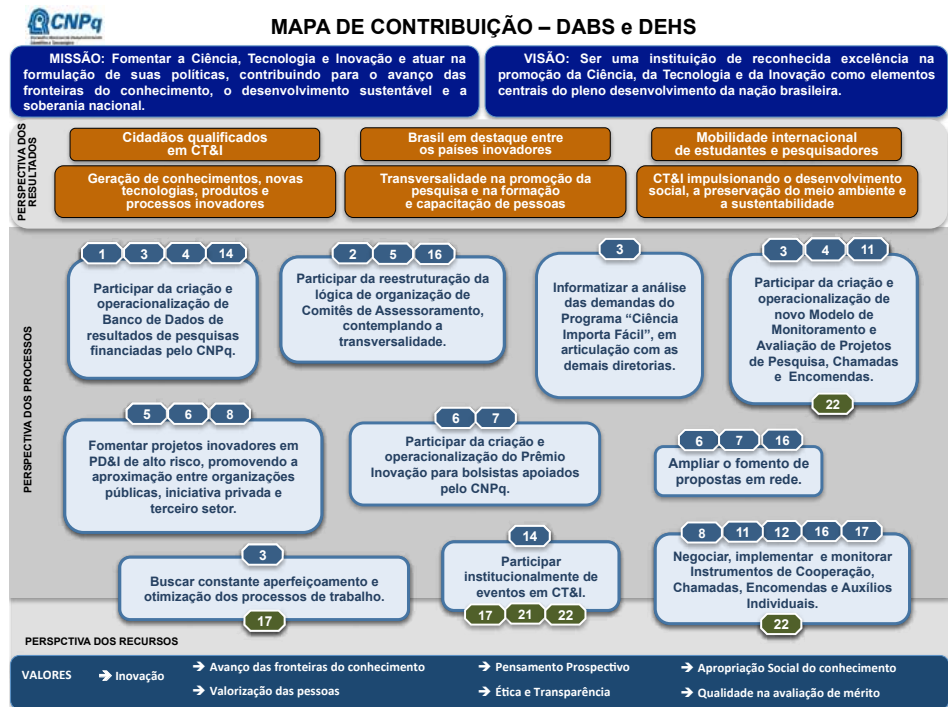 CNPq
MAPA DE CONTRIBUIÇÃO – DABS e DEHS
MISSÃO: Fomentar a Ciência, Tecnologia e Inovação e atuar na
formulação de suas políticas, contribuindo para o avanço das
fronteiras do conhecimento, o desenvolvimento sustentável e a
soberania nacional.
VISÃO: Ser uma instituição de reconhecida excelência na
promoção da Ciência, da Tecnologia e da Inovação como elementos
centrais do pleno desenvolvimento da nação brasileira.
PERSPECTIVA DOS
RESULTADOS
Cidadãos qualificados
em CT&I
Brasil em destaque entre
os países inovadores
Mobilidade internacional
de estudantes e pesquisadores
Geração de conhecimentos, novas
tecnologias, produtos e
processos inovadores
Transversalidade na promoção da
pesquisa e na formação
e capacitação de pessoas
CT&I impulsionando o desenvolvimento
social, a preservação do meio ambiente e
a sustentabilidade
PERSPECTIVA DOS PROCESSOS
1 3 4 14
Participar da criação e
operacionalização de
Banco de Dados de
resultados de pesquisas
financiadas pelo CNPq.
2 5 16
Participar da reestruturação da
lógica de organização de
Comitês de Assessoramento,
contemplando a
transversalidade.
3
Informatizar a análise
das demandas do
Programa “Ciência
Importa Fácil”, em
articulação com as
demais diretorias.
3 4 11
Participar da criação e
operacionalização de
novo Modelo de
Monitoramento e
Avaliação de Projetos
de Pesquisa, Chamadas
e Encomendas.
22
5 6 8
Fomentar projetos inovadores em
PD&I de alto risco, promovendo a
aproximação entre organizações
públicas, iniciativa privada e
terceiro setor.
6 7
Participar da criação e
operacionalização do Prêmio
Inovação para bolsistas apoiados
pelo CNPq.
6 7 16
Ampliar o fomento de
propostas em rede.
3
Buscar constante aperfeiçoamento e
otimização dos processos de trabalho.
17
14
Participar
institucionalmente de
eventos em CT&I.
17 21 22
8 11 12 16 17
Negociar, implementar e monitorar
Instrumentos de Cooperação,
Chamadas, Encomendas e Auxílios
Individuais.
22
PERSPCTIVA DOS RECURSOS
VALORES
➔ Inovação
➔ Avanço das fronteiras do conhecimento
➔ Valorização das pessoas
➔ Pensamento Prospectivo
➔ Ética e Transparência
➔ Apropriação Social do conhecimento
➔ Qualidade na avaliação de mérito